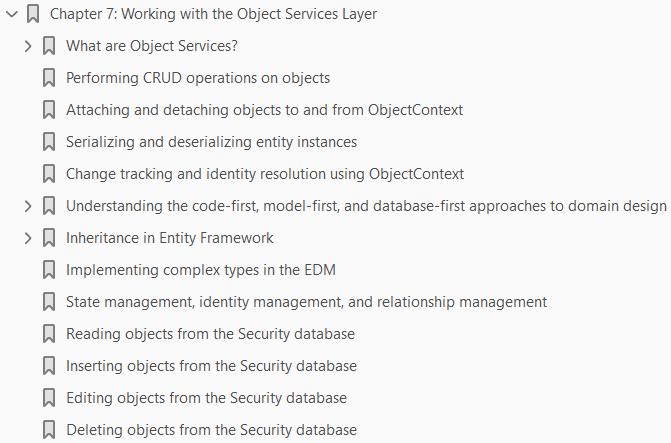 Chapter 7: Working with the Object Services Layer
What are Object Services?
Performing CRUD operations on objects
Attaching and detaching objects to and from ObjectContext
Serializing and deserializing entity instances
Change tracking and identity resolution using ObjectContext
Understanding the code-first, model-first, and database-first approaches to domain design
Inheritance in Entity Framework
Implementing complex types in the EDM
State management, identity management, and relationship management
Reading objects from the Security database
Inserting objects from the Security database
Editing objects from the Security database
Deleting objects from the Security database